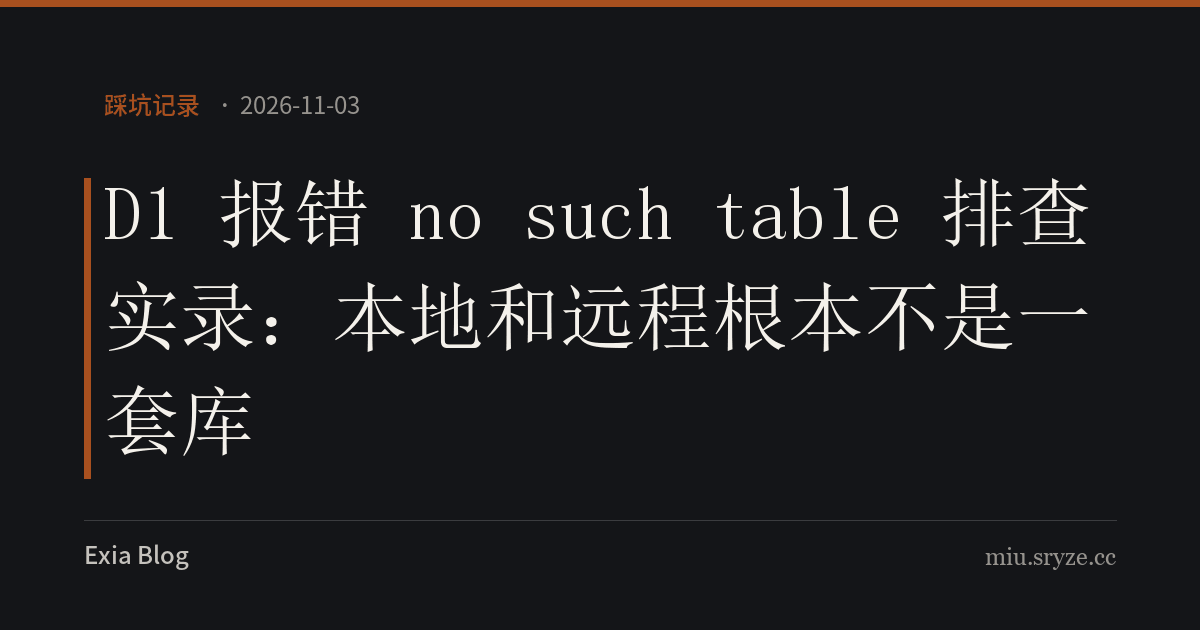 踩坑记录 · 2026-11-03
D1 报错 no such table 排查
实录：本地和远程根本不是一
套库
Exia Blog
miu.sryze.cc